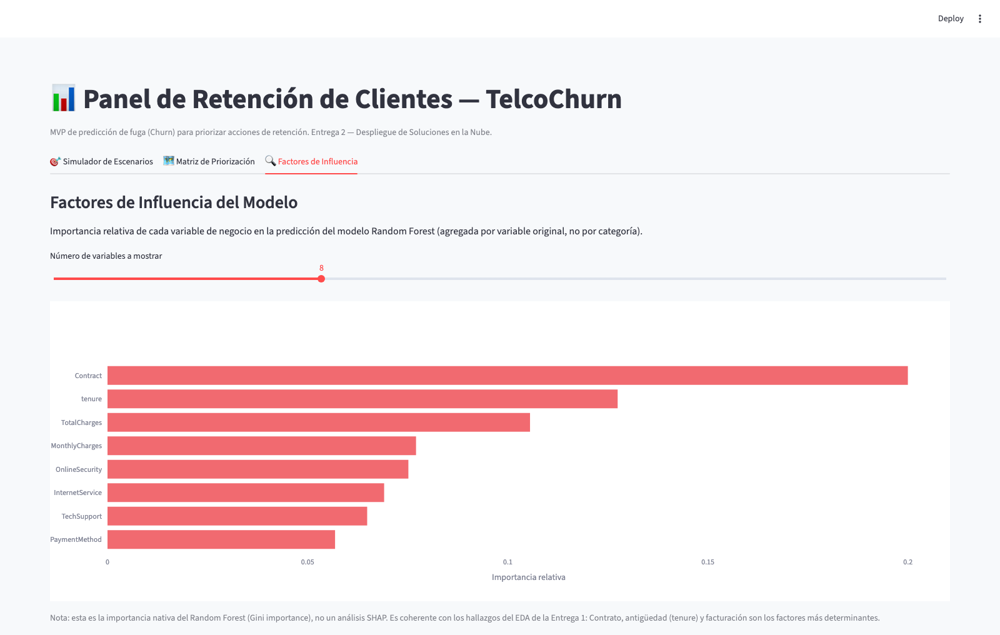 Deploy
Panel de Retención de Clientes — TelcoChurn
MVP de predicción de fuga (Churn) para priorizar acciones de retención. Entrega 2 — Despliegue de Soluciones en la Nube.
Simulador de Escenarios
Matriz de Priorización
Factores de Influencia
Factores de Influencia del Modelo
Importancia relativa de cada variable de negocio en la predicción del modelo Random Forest (agregada por variable original, no por categoría).
Número de variables a mostrar
8
Contract
tenure
TotalCharges
MonthlyCharges
OnlineSecurity
InternetService
TechSupport
PaymentMethod
0 0.05 0.1 0.15 0.2
Importancia relativa
Nota: esta es la importancia nativa del Random Forest (Gini importance), no un análisis SHAP. Es coherente con los hallazgos del EDA de la Entrega 1: Contrato, antigüedad (tenure) y facturación son los factores más determinantes.